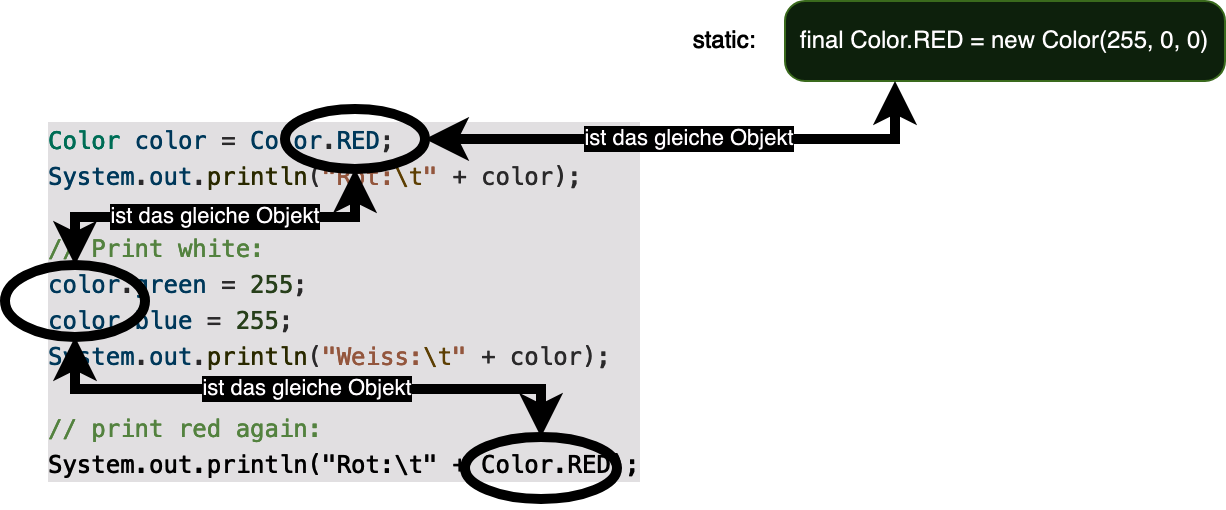 static:
final Color.RED = new Color(255, 0, 0)
Color color = Color.RED;
ist das gleiche Objekt
System.out.println("Rot:\t" + color);
ist das gleiche Objekt
// Print white:
color.green = 255;
color.blue = 255;
System.out.println("Weiss:\t" + color);
ist das gleiche Objekt
// print red again:
System.out.println("Rot:\t" + Color.RED);